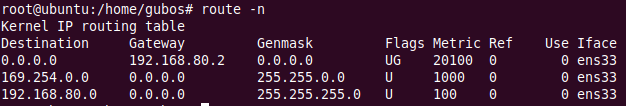 root@ubuntu:/home/gubos# route -n
Kernel IP routing table
Destination     Gateway         Genmask         Flags Metric Ref    Use Iface
0.0.0.0         192.168.80.2    0.0.0.0         UG    20100  0        0 ens33
169.254.0.0     0.0.0.0         255.255.0.0     U     1000   0        0 ens33
192.168.80.0    0.0.0.0         255.255.255.0   U     100    0        0 ens33